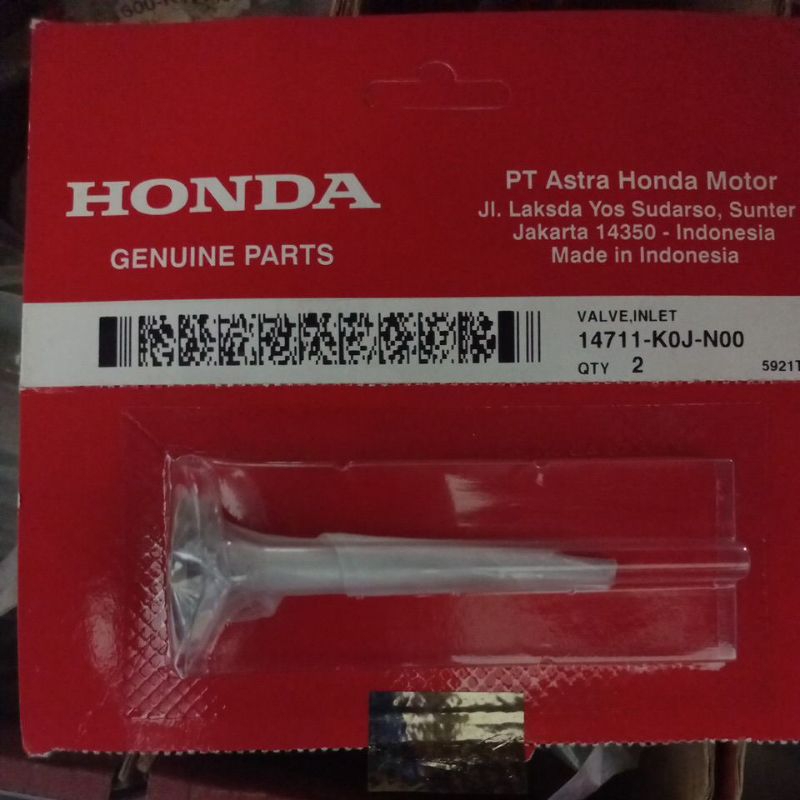 HONDA
GENUINE PARTS
PT Astra Honda Motor
Jl. Laksda Yos Sudarso, Sunter
Jakarta 14350 - Indonesia
Made in Indonesia
VALVE,INLET
14711-K0J-N00
QTY 2
5921T